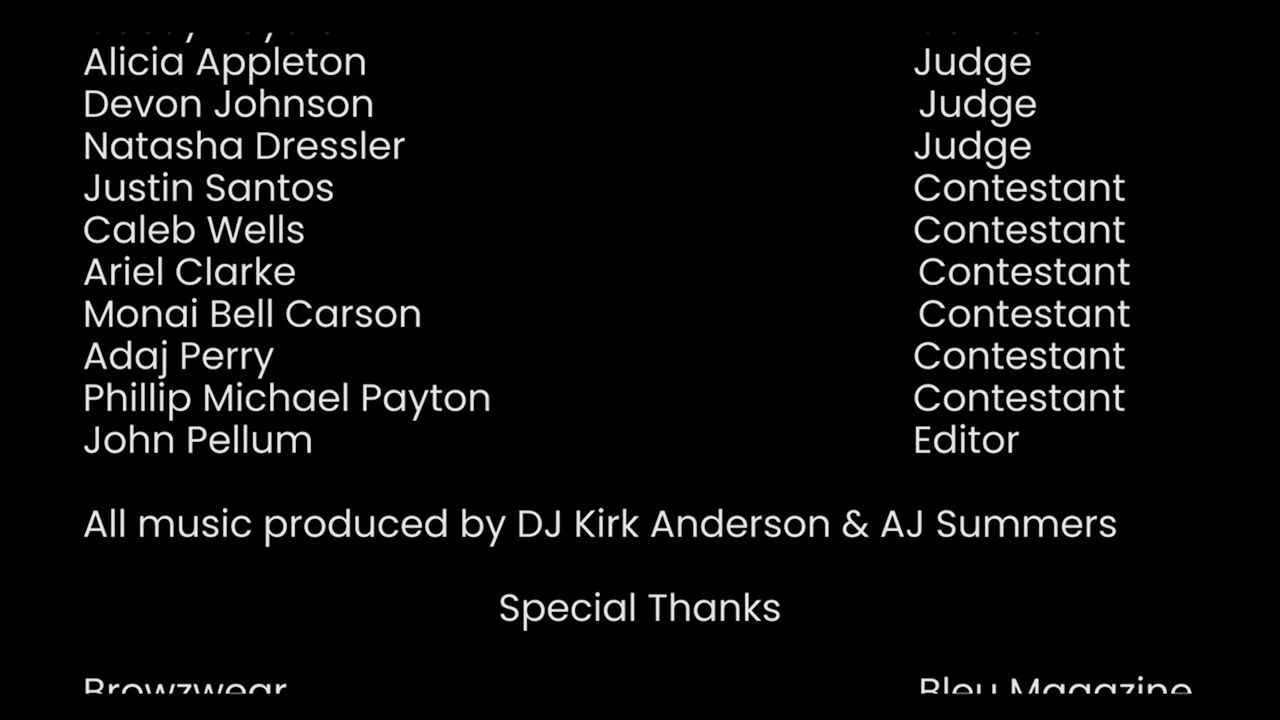 Alicia Appleton Judge
Devon Johnson Judge
Natasha Dressler Judge
Justin Santos Contestant
Caleb Wells Contestant
Ariel Clarke Contestant
Monai Bell Carson Contestant
Adaj Perry Contestant
Phillip Michael Payton Contestant
John Pellum Editor
All music produced by DJ Kirk Anderson & AJ Summers
Special Thanks
Browzwear Bleu Magazine